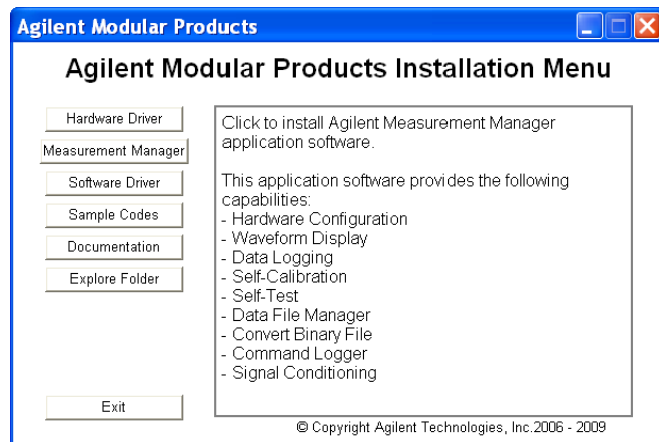 Agilent Modular Products
Agilent Modular Products Installation Menu
Hardware Driver
Measurement Manager
Software Driver
Sample Codes
Documentation
Explore Folder
Exit
Click to install Agilent Measurement Manager
application software.
This application software provides the following
capabilities:
- Hardware Configuration
- Waveform Display
- Data Logging
- Self-Calibration
- Self-Test
- Data File Manager
- Convert Binary File
- Command Logger
- Signal Conditioning
© Copyright Agilent Technologies, Inc.2006 - 2009